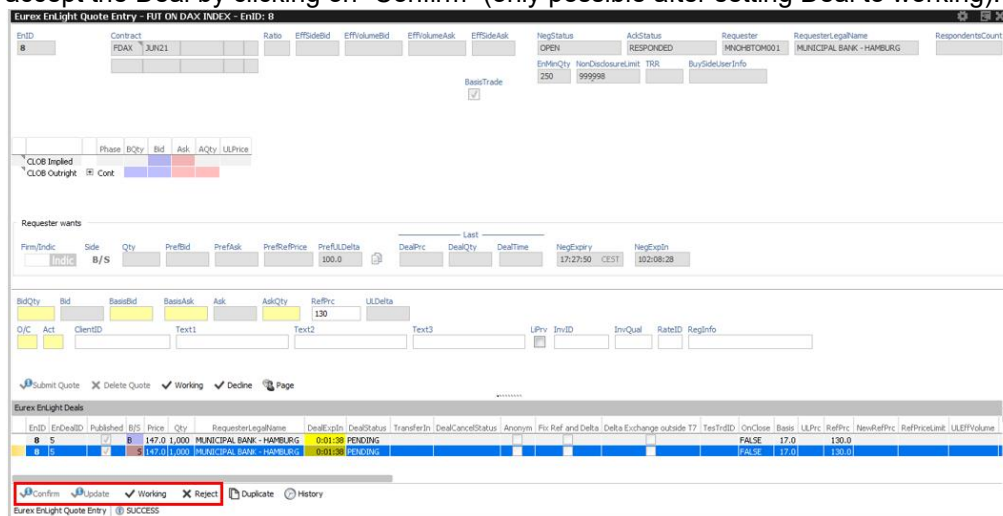 accept the Deal by clicking on "Confirm" (only possible after setting Deal to working).
Eurex EnLight Quote Entry - FUT ON DAX INDEX - EnID: 8
EnID Contract Ratio EffSideBid EffVolumeBid EffVolumeAsk EffSideAsk NegStatus AckStatus Requester RequesterLegalName RespondentsCount
8 FDAX JUN21 OPEN RESPONDED MNOHBTOM001 MUNICIPAL BANK - HAMBURG
EnMinQty NonDisclosureLimit TRR BuySideUserInfo
BasisTrade 250 999998
Phase BQty Bid Ask AQty ULPrice
CLOB Implied
CLOB Outright Cont
Requester wants
Last
Firm/Indic Side Qty PrefBid PrefAsk PrefRefPrice PrefULDelta DealPrc DealQty DealTime NegExpiry NegExpIn
Indic B/S 100.0 17:27:50 CEST 102:08:28
BidQty Bid BasisBid BasisAsk Ask AskQty RefPrc ULDelta
130
O/C Act ClientID Text1 Text2 Text3 LiPrv InvID InvQual RateID RegInfo
Submit Quote Delete Quote Working Decline Page
Eurex EnLight Deals
EnID EnDealID Published B/S Price Qty RequesterLegalName DealExpIn DealStatus TransferIn DealCancelStatus Anonym Fix Ref and Delta Delta Exchange outside T7 TesTrdID OnClose Basis ULPrc RefPrc NewRefPrc RefPriceLimit ULEffVolume
8 5 B 147.0 1,000 MUNICIPAL BANK - HAMBURG 0:01:38 PENDING FALSE 17.0 130.0
8 5 S 147.0 1,000 MUNICIPAL BANK - HAMBURG 0:01:38 PENDING FALSE 17.0 130.0
Confirm Update Working Reject Duplicate History
Eurex EnLight Quote Entry SUCCESS